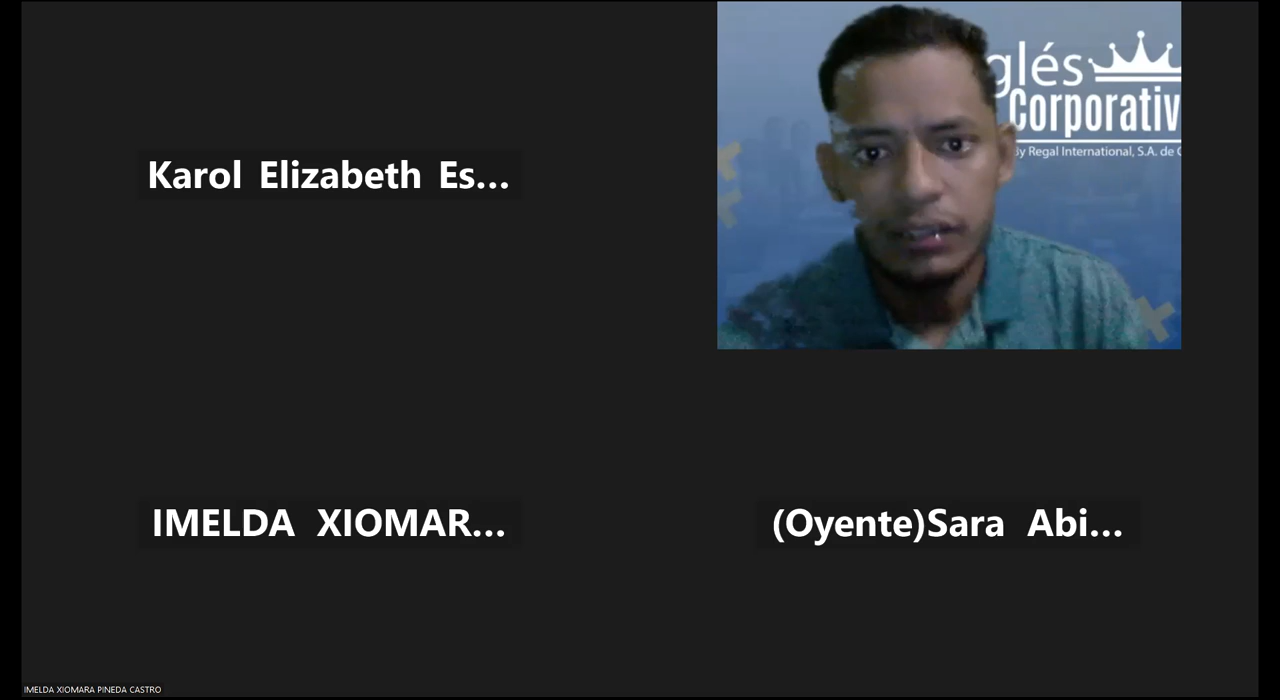 glés
Corporativ
By Regal International, S.A. de C
Karol Elizabeth Es...
IMELDA XIOMAR...
(Oyente)Sara Abi...
IMELDA XIOMARA PINEDA CASTRO